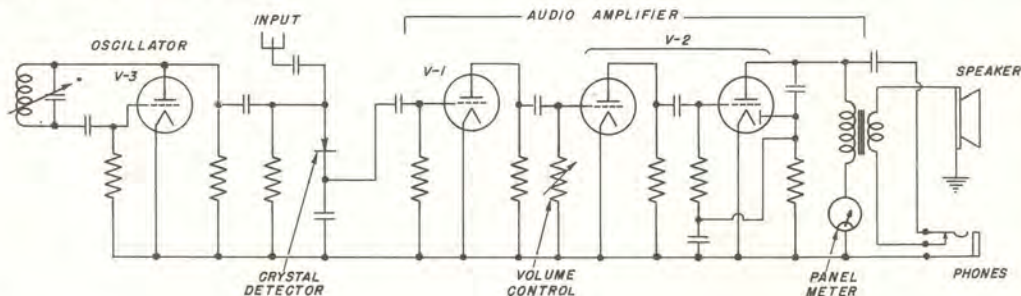 AUDIO AMPLIFIER
INPUT
OSCILLATOR
V-3
V-1
V-2
SPEAKER
CRYSTAL
DETECTOR
VOLUME
CONTROL
PANEL
METER
PHONES